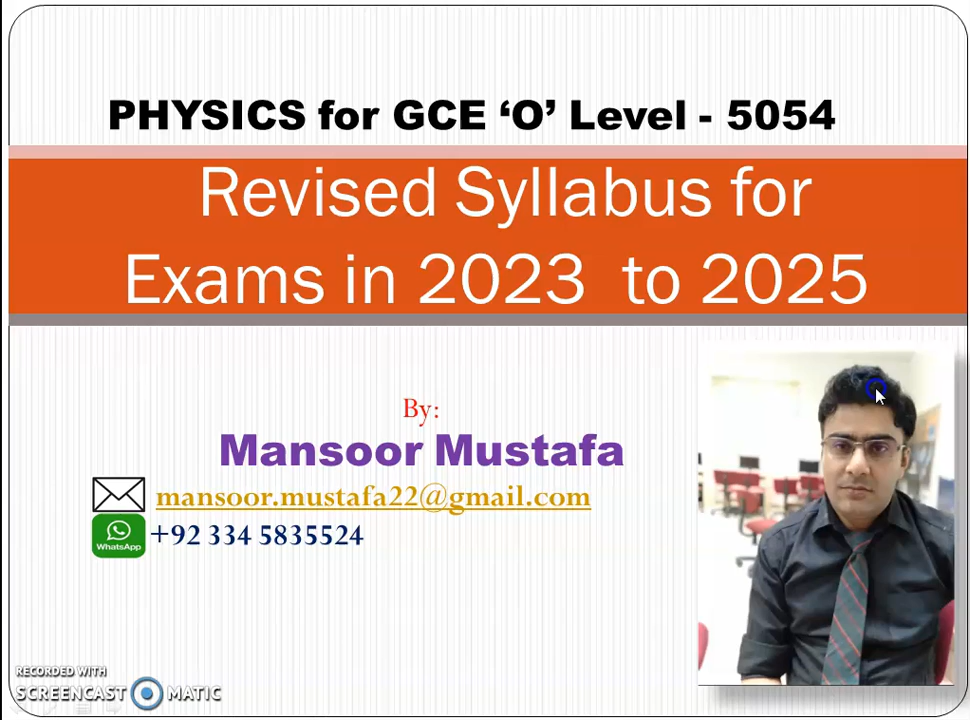 PHYSICS for GCE ‘O’ Level - 5054
Revised Syllabus for
Exams in 2023 to 2025
By:
Mansoor Mustafa
mansoor.mustafa22@gmail.com
WhatsApp +92 334 5835524
RECORDED WITH
SCREENCAST MATIC